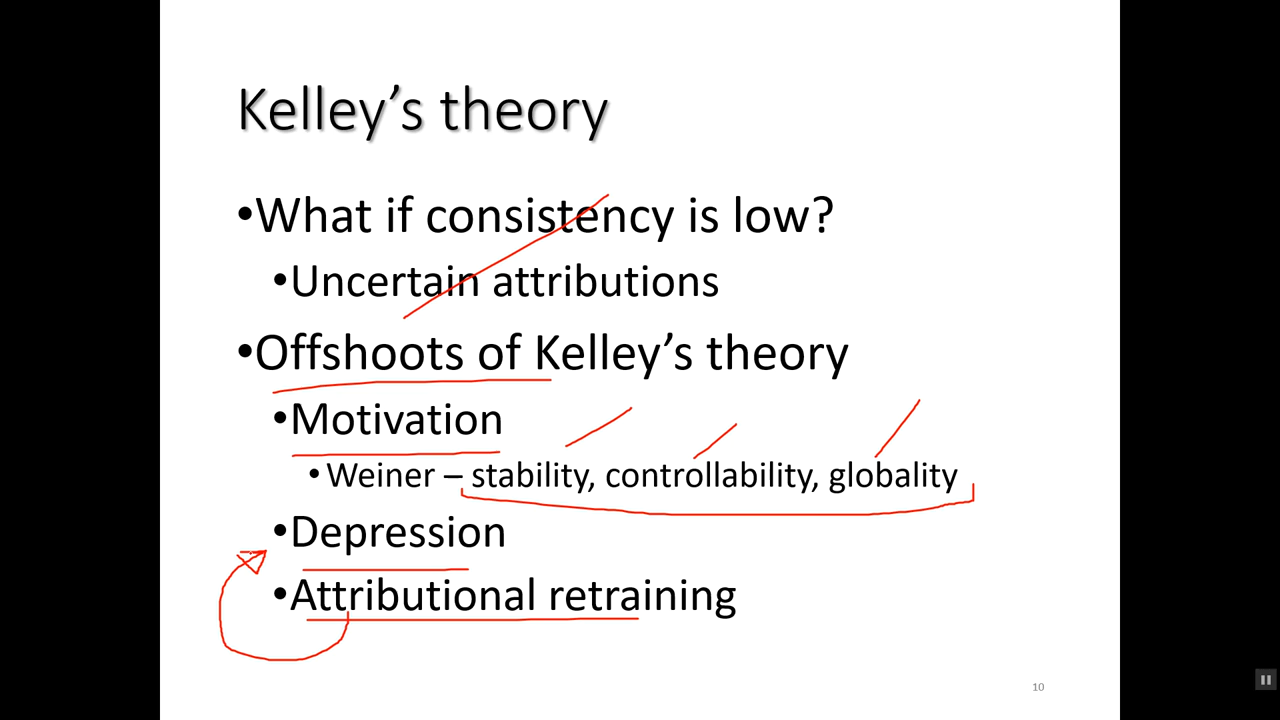 Kelley’s theory
•What if consistency is low?
•Uncertain attributions
•Offshoots of Kelley’s theory
•Motivation
•Weiner – stability, controllability, globality
•Depression
•Attributional retraining
10